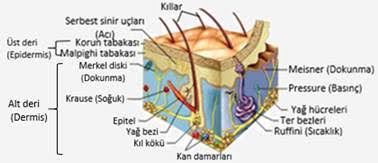 Kıllar
Serbest sinir uçları
(Acı)
Üst deri
(Epidermis)
Korun tabakası
Malpighi tabakası
Merkel diski
(Dokunma)
Alt deri
(Dermis)
Krause (Soğuk)
Epitel
Yağ bezi
Kıl kökü
Kan damarları
Meisner (Dokunma)
Pressure (Basınç)
Yağ hücreleri
Ter bezleri
Ruffini (Sıcaklık)